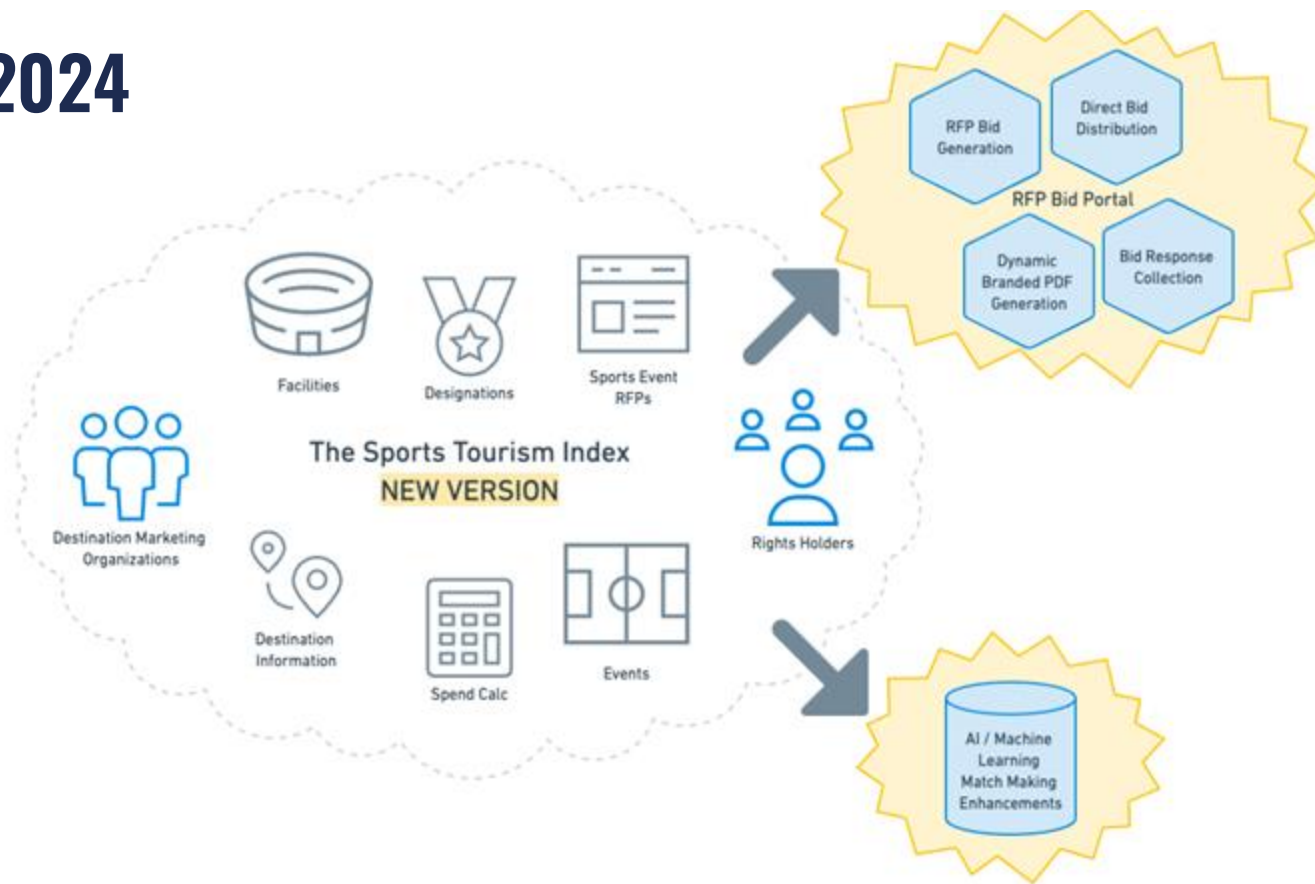 2024
RFP Bid
Generation
Direct Bid
Distribution
RFP Bid Portal
Dynamic
Branded PDF
Generation
Bid Response
Collection
Facilities
Designations
Sports Event
RFPs
The Sports Tourism Index
NEW VERSION
Destination Marketing
Organizations
Rights Holders
Destination
Information
Spend Calc
Events
AI / Machine
Learning
Match Making
Enhancements